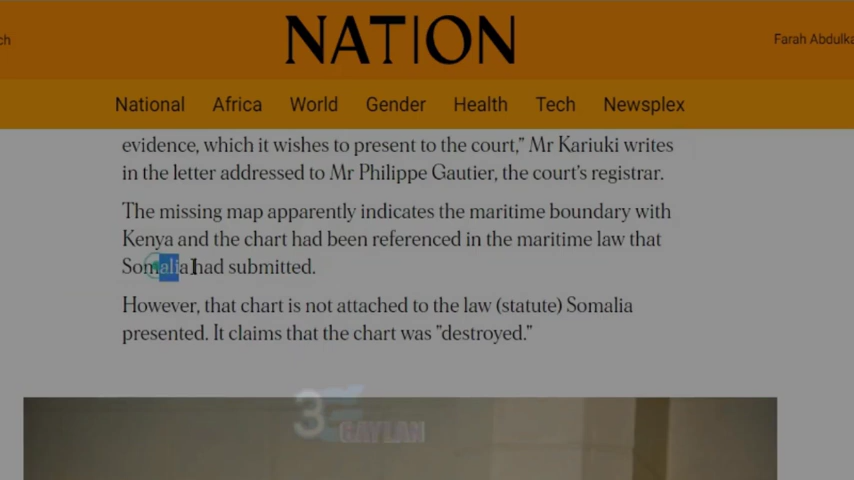 ch
NATION
Farah Abdulka
National Africa World Gender Health Tech Newsplex
evidence, which it wishes to present to the court,” Mr Kariuki writes
in the letter addressed to Mr Philippe Gautier, the court’s registrar.
The missing map apparently indicates the maritime boundary with
Kenya and the chart had been referenced in the maritime law that
Somalia had submitted.
However, that chart is not attached to the law (statute) Somalia
presented. It claims that the chart was "destroyed."
3
GAYLAN